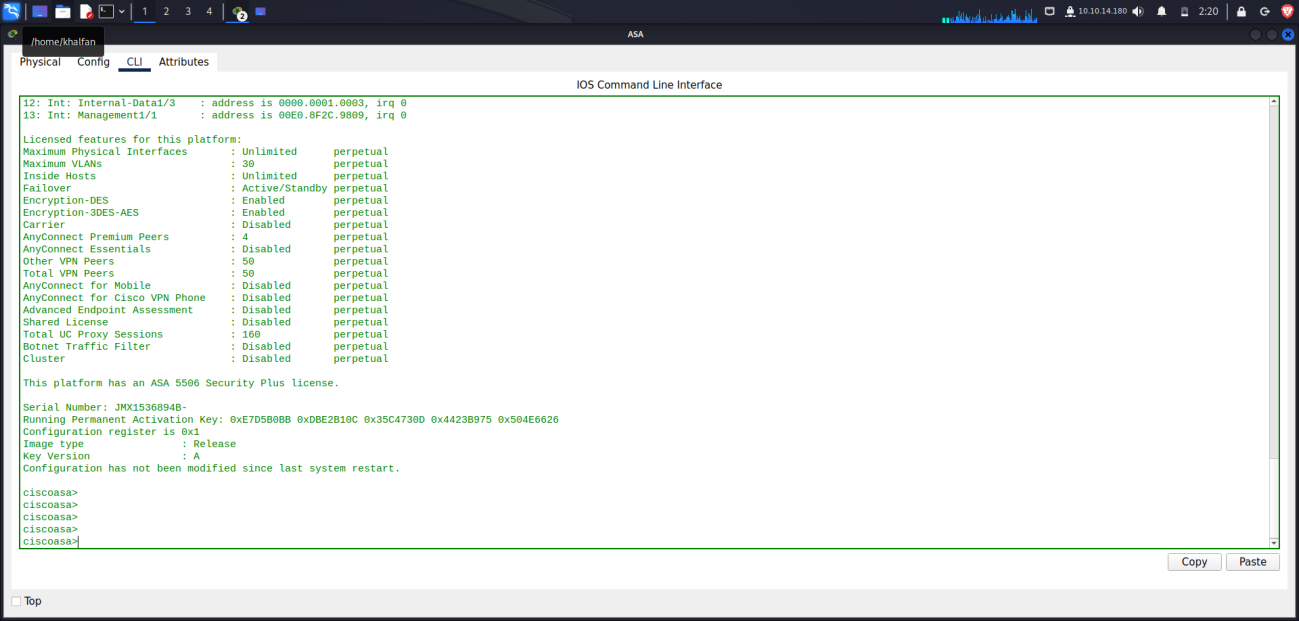 1 2 3 4 2 10.10.14.180 2:20
ASA
/home/khalfan
Physical Config CLI Attributes
IOS Command Line Interface
12: Int: Internal-Data1/3    : address is 0000.0001.0003, irq 0
13: Int: Management1/1       : address is 00E0.8F2C.9809, irq 0
Licensed features for this platform:
Maximum Physical Interfaces       : Unlimited      perpetual
Maximum VLANs                     : 30             perpetual
Inside Hosts                      : Unlimited      perpetual
Failover                          : Active/Standby perpetual
Encryption-DES                    : Enabled        perpetual
Encryption-3DES-AES               : Enabled        perpetual
Carrier                           : Disabled       perpetual
AnyConnect Premium Peers          : 4              perpetual
AnyConnect Essentials             : Disabled       perpetual
Other VPN Peers                   : 50             perpetual
Total VPN Peers                   : 50             perpetual
AnyConnect for Mobile             : Disabled       perpetual
AnyConnect for Cisco VPN Phone    : Disabled       perpetual
Advanced Endpoint Assessment      : Disabled       perpetual
Shared License                    : Disabled       perpetual
Total UC Proxy Sessions           : 160            perpetual
Botnet Traffic Filter             : Disabled       perpetual
Cluster                           : Disabled       perpetual
This platform has an ASA 5506 Security Plus license.
Serial Number: JMX1536894B-
Running Permanent Activation Key: 0xE7D5B0BB 0xDBE2B10C 0x35C4730D 0x4423B975 0x504E6626
Configuration register is 0x1
Image type                : Release
Key Version               : A
Configuration has not been modified since last system restart.
ciscoasa>
ciscoasa>
ciscoasa>
ciscoasa>
ciscoasa>
Copy Paste
Top